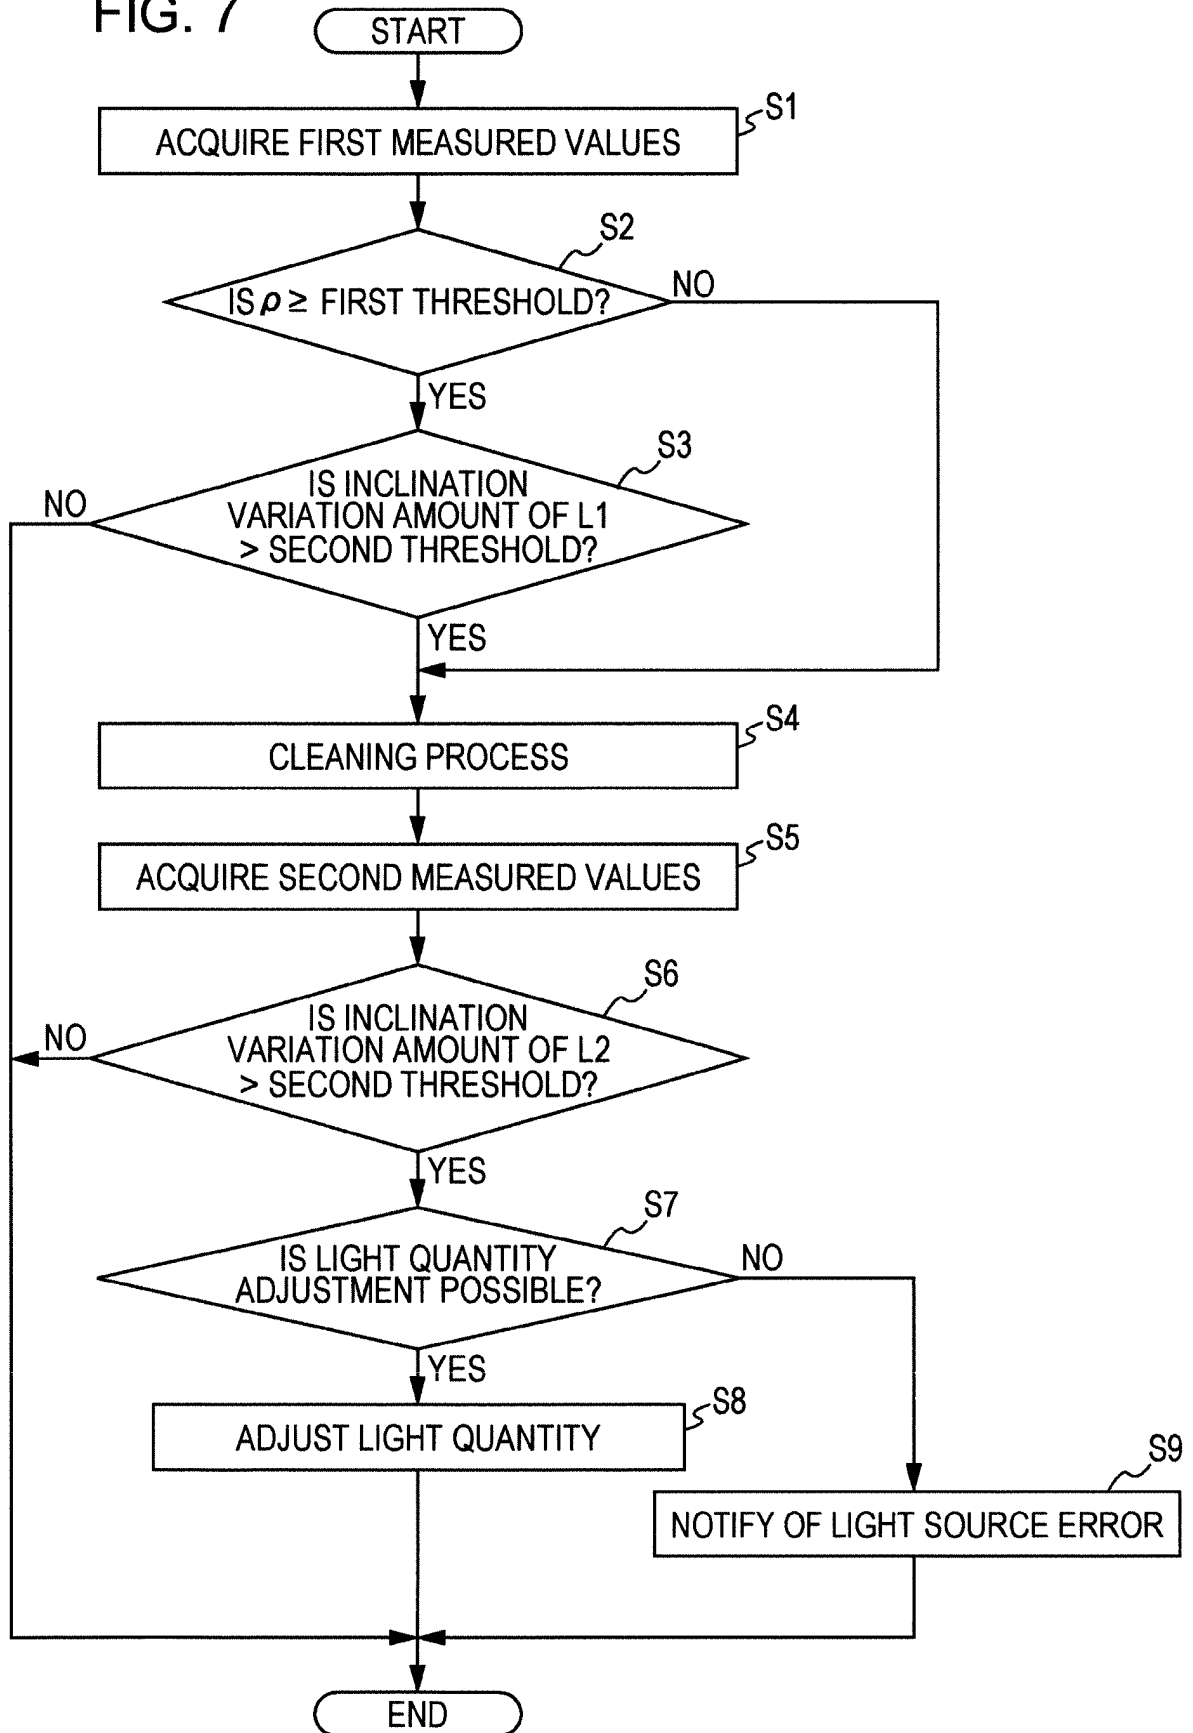 FIG. 7
START
S1
ACQUIRE FIRST MEASURED VALUES
S2
IS ρ ≥ FIRST THRESHOLD?
NO
YES
S3
IS INCLINATION
VARIATION AMOUNT OF L1
> SECOND THRESHOLD?
NO
YES
S4
CLEANING PROCESS
S5
ACQUIRE SECOND MEASURED VALUES
S6
IS INCLINATION
VARIATION AMOUNT OF L2
> SECOND THRESHOLD?
NO
YES
S7
IS LIGHT QUANTITY
ADJUSTMENT POSSIBLE?
NO
YES
S8
ADJUST LIGHT QUANTITY
S9
NOTIFY OF LIGHT SOURCE ERROR
END